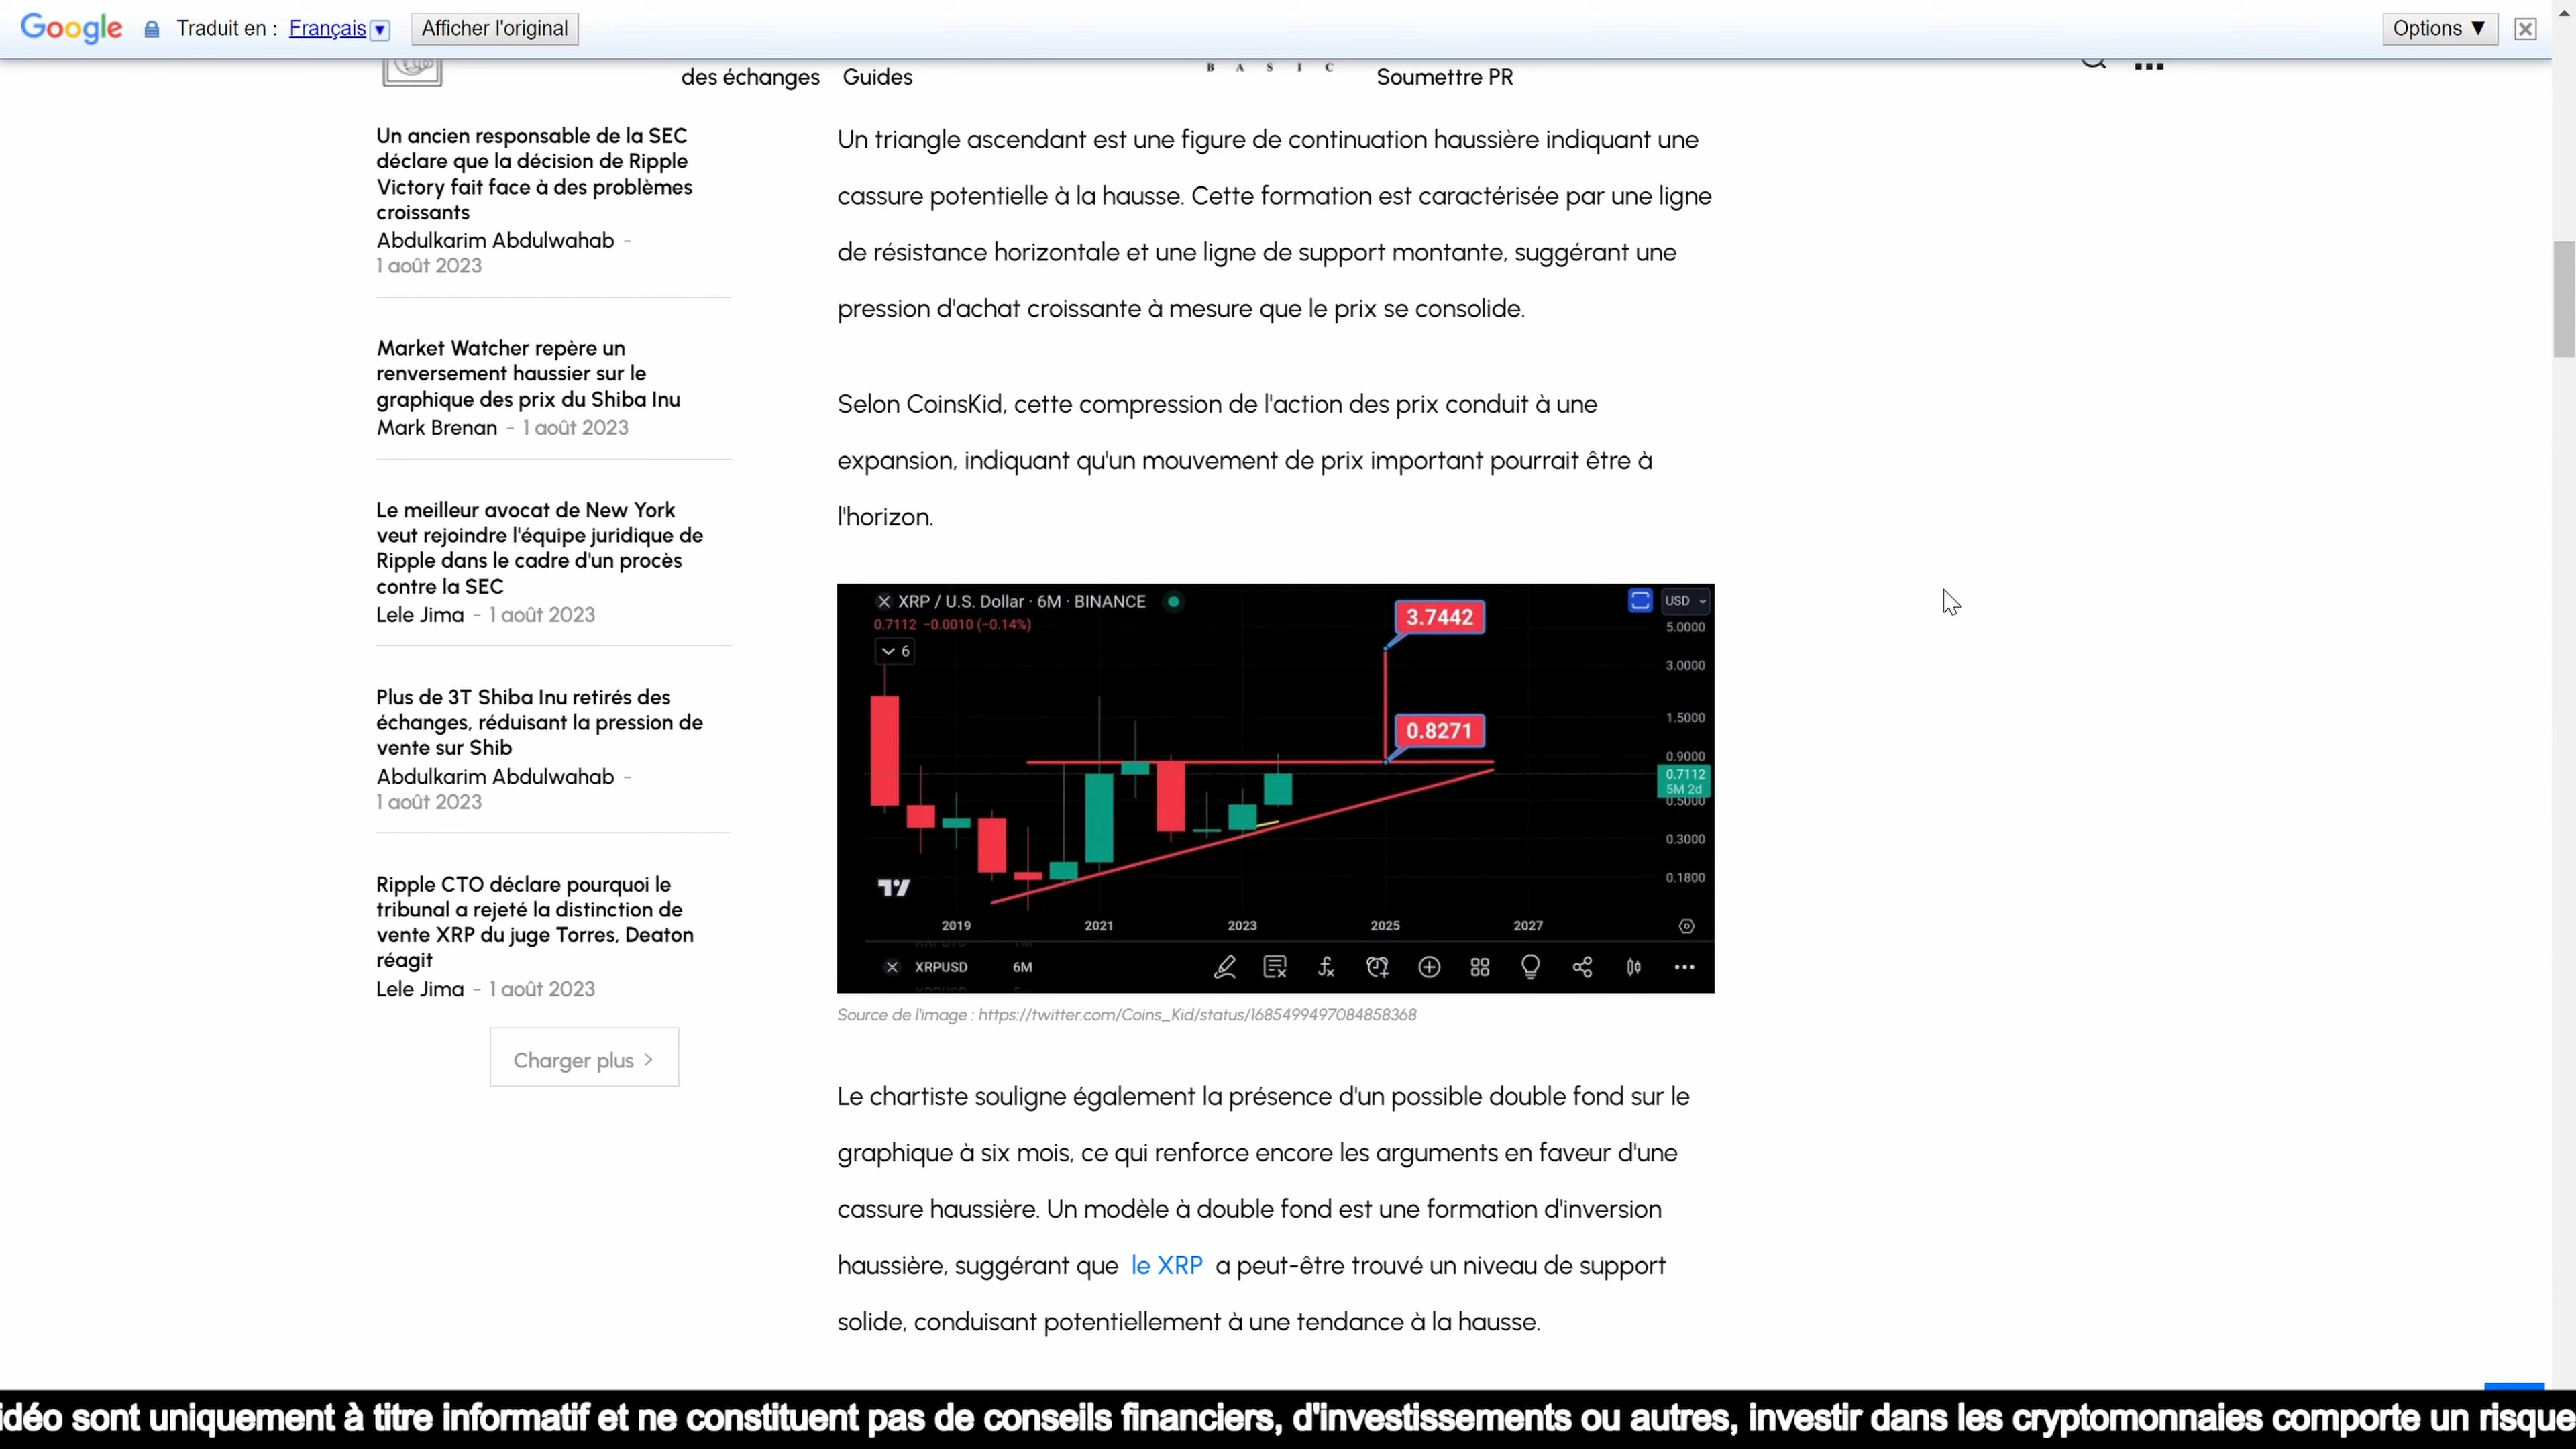 Google Traduit en : Français ▼ Afficher l'original Options ▼
des échanges Guides BASIC Soumettre PR
Un ancien responsable de la SEC
déclare que la décision de Ripple
Victory fait face à des problèmes
croissants
Abdulkarim Abdulwahab -
1 août 2023
Market Watcher repère un
renversement haussier sur le
graphique des prix du Shiba Inu
Mark Brenan - 1 août 2023
Le meilleur avocat de New York
veut rejoindre l'équipe juridique de
Ripple dans le cadre d'un procès
contre la SEC
Lele Jima - 1 août 2023
Plus de 3T Shiba Inu retirés des
échanges, réduisant la pression de
vente sur Shib
Abdulkarim Abdulwahab -
1 août 2023
Ripple CTO déclare pourquoi le
tribunal a rejeté la distinction de
vente XRP du juge Torres, Deaton
réagit
Lele Jima - 1 août 2023
Charger plus >
Un triangle ascendant est une figure de continuation haussière indiquant une
cassure potentielle à la hausse. Cette formation est caractérisée par une ligne
de résistance horizontale et une ligne de support montante, suggérant une
pression d'achat croissante à mesure que le prix se consolide.
Selon CoinsKid, cette compression de l'action des prix conduit à une
expansion, indiquant qu'un mouvement de prix important pourrait être à
l'horizon.
XRP / U.S. Dollar · 6M · BINANCE
0.7112 −0.0010 (−0.14%)
6
3.7442
0.8271
USD
5.0000
3.0000
1.5000
0.9000
0.7112
5M 2d
0.5000
0.3000
0.1800
2019 2021 2023 2025 2027
XRPUSD 6M
Source de l'image : https://twitter.com/Coins_Kid/status/1685499497084858368
Le chartiste souligne également la présence d'un possible double fond sur le
graphique à six mois, ce qui renforce encore les arguments en faveur d'une
cassure haussière. Un modèle à double fond est une formation d'inversion
haussière, suggérant que le XRP a peut-être trouvé un niveau de support
solide, conduisant potentiellement à une tendance à la hausse.
idéo sont uniquement à titre informatif et ne constituent pas de conseils financiers, d'investissements ou autres, investir dans les cryptomonnaies comporte un risque